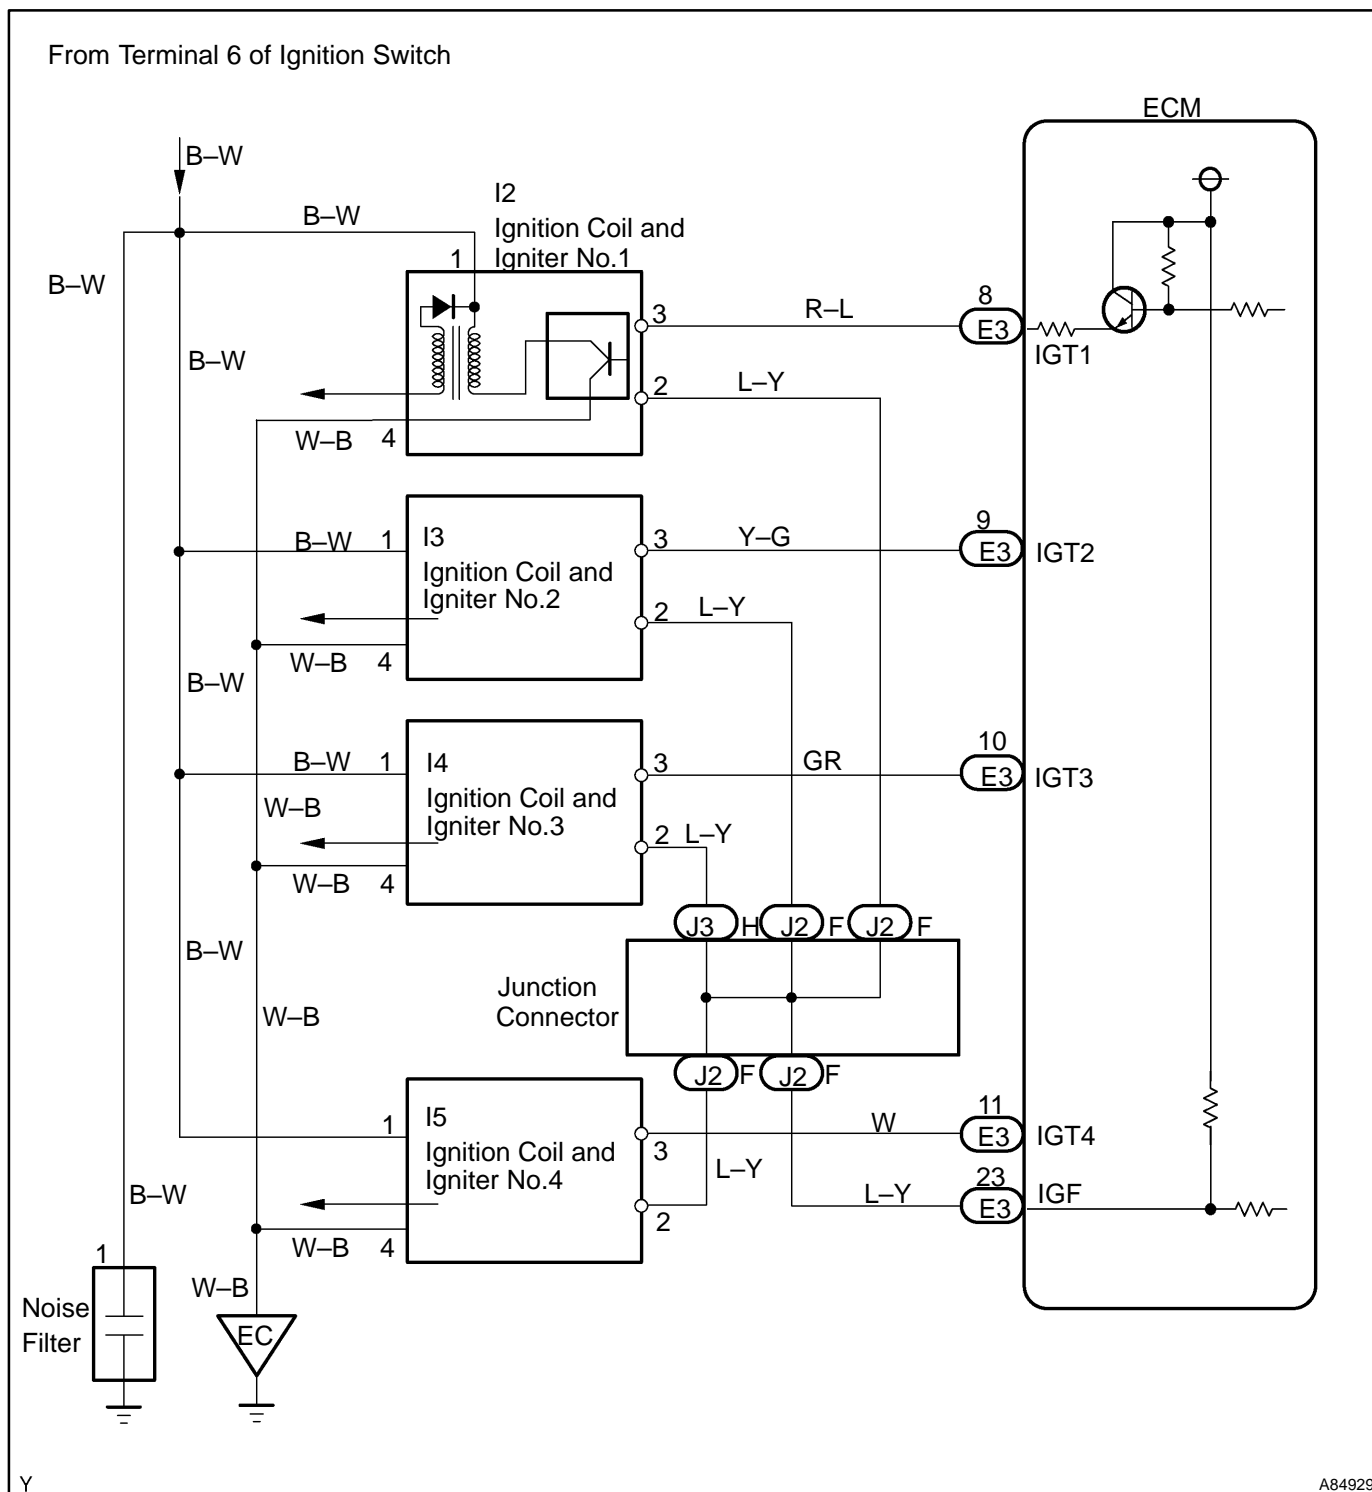 From Terminal 6 of Ignition Switch
ECM
B–W
I2
B–W
Ignition Coil and
Igniter No.1
1
B–W
8
3
R–L
E3
IGT1
B–W
2
L–Y
W–B
4
9
I3
B–W
1
3
Y–G
E3
IGT2
Ignition Coil and
Igniter No.2
2
L–Y
W–B
4
B–W
10
I4
B–W
1
3
GR
E3
IGT3
Ignition Coil and
Igniter No.3
W–B
2
L–Y
W–B
4
J3
H
J2
F
J2
F
B–W
Junction
Connector
W–B
J2
F
J2
F
11
I5
1
W
E3
IGT4
Ignition Coil and
Igniter No.4
3
L–Y
23
B–W
L–Y
E3
IGF
2
W–B
4
1
W–B
Noise
Filter
EC
Y
A84929